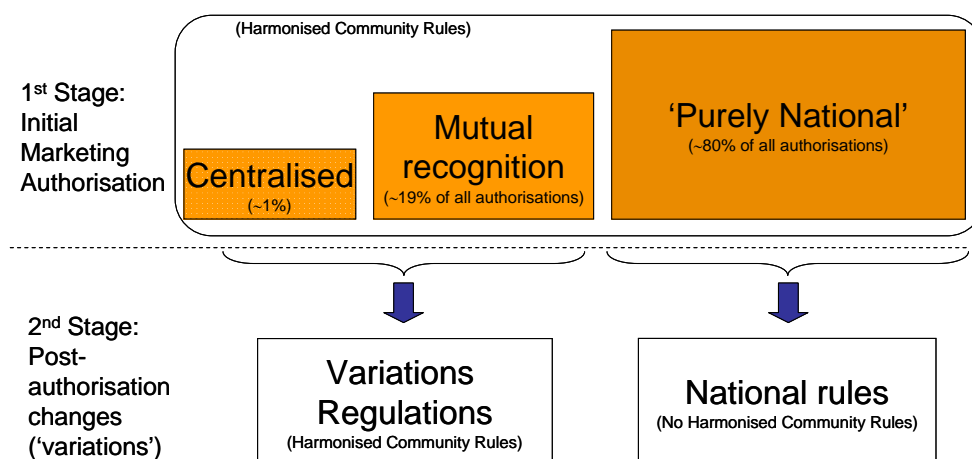 (Harmonised Community Rules)
1st Stage:
Initial
Marketing
Authorisation
Centralised
(~1%)
Mutual
recognition
(~19% of all authorisations)
‘Purely National’
(~80% of all authorisations)
2nd Stage:
Post-
authorisation
changes
(‘variations’)
Variations
Regulations
(Harmonised Community Rules)
National rules
(No Harmonised Community Rules)